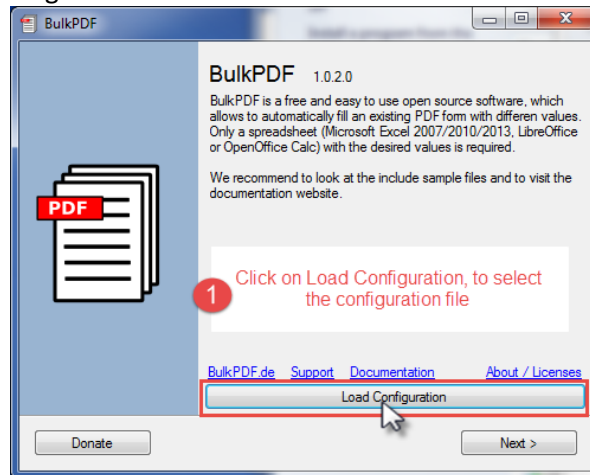 BulkPDF
BulkPDF 1.0.2.0
BulkPDF is a free and easy to use open source software, which
allows to automatically fill an existing PDF form with differen values.
Only a spreadsheet (Microsoft Excel 2007/2010/2013, LibreOffice
or OpenOffice Calc) with the desired values is required.
We recommend to look at the include sample files and to visit the
documentation website.
PDF
1 Click on Load Configuration, to select
the configuration file
BulkPDF.de Support Documentation About / Licenses
Load Configuration
Donate Next >